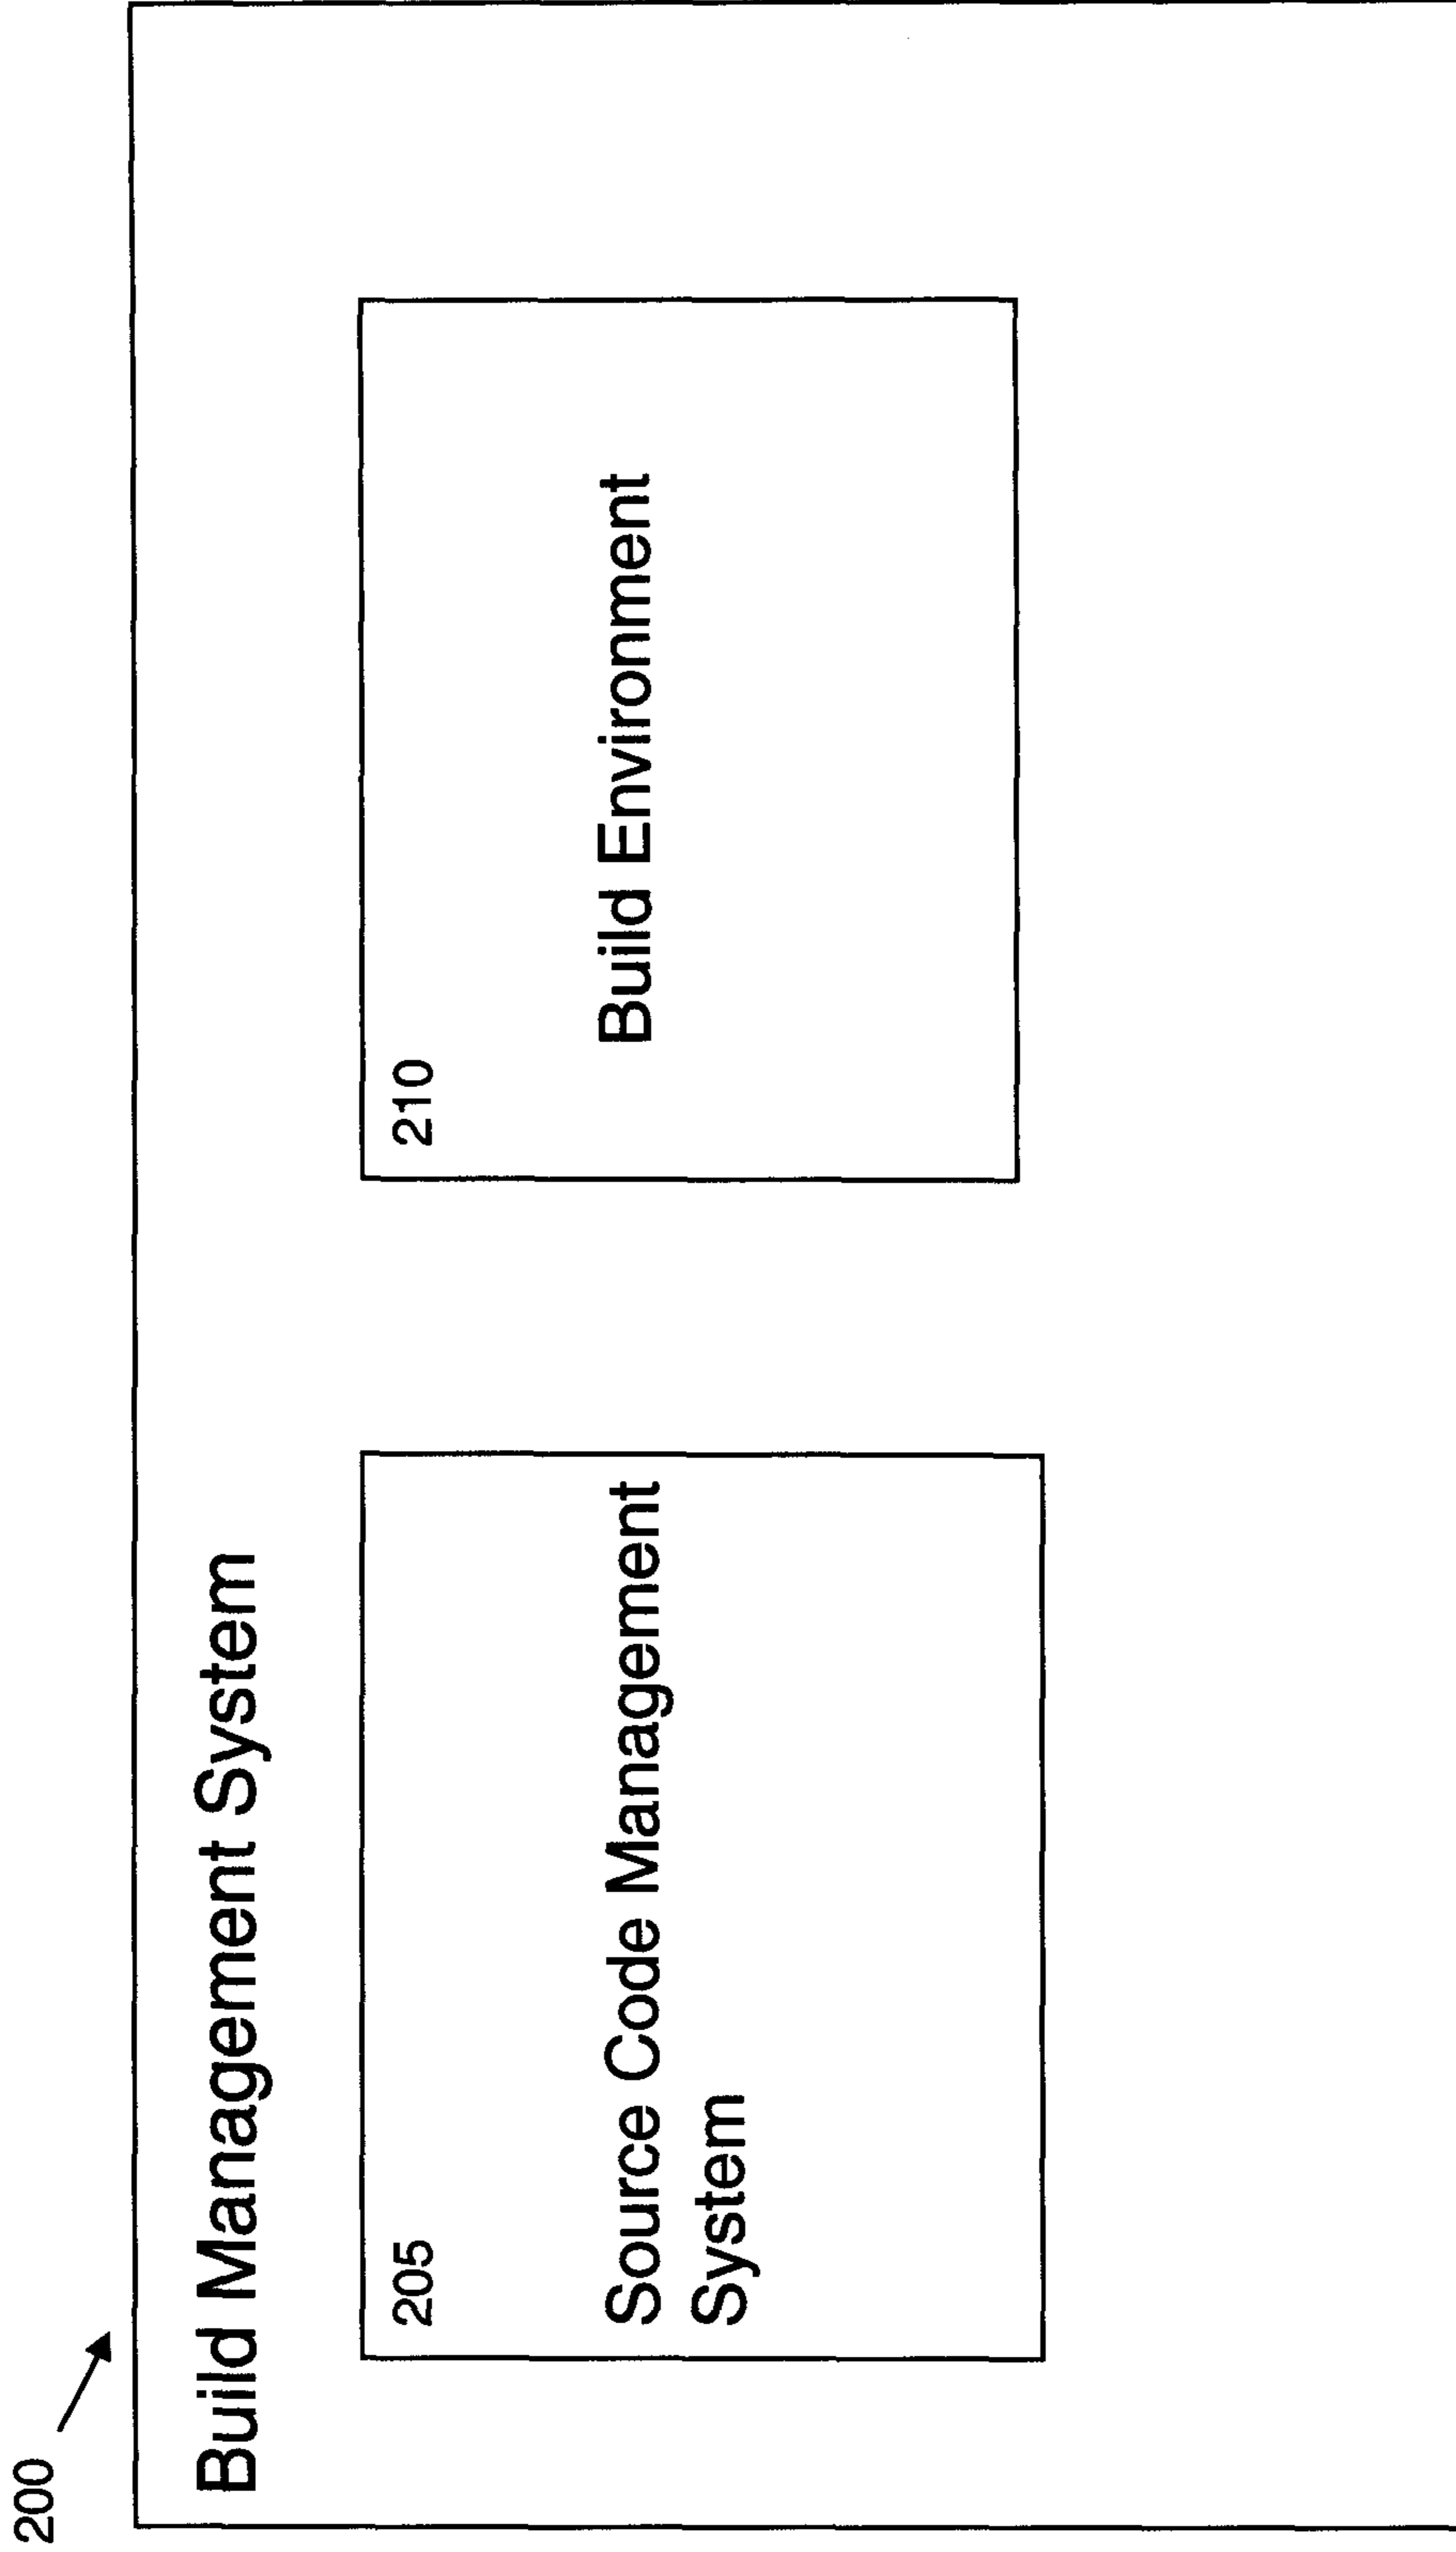 200
Build Management System
205
Source Code Management
System
210
Build Environment